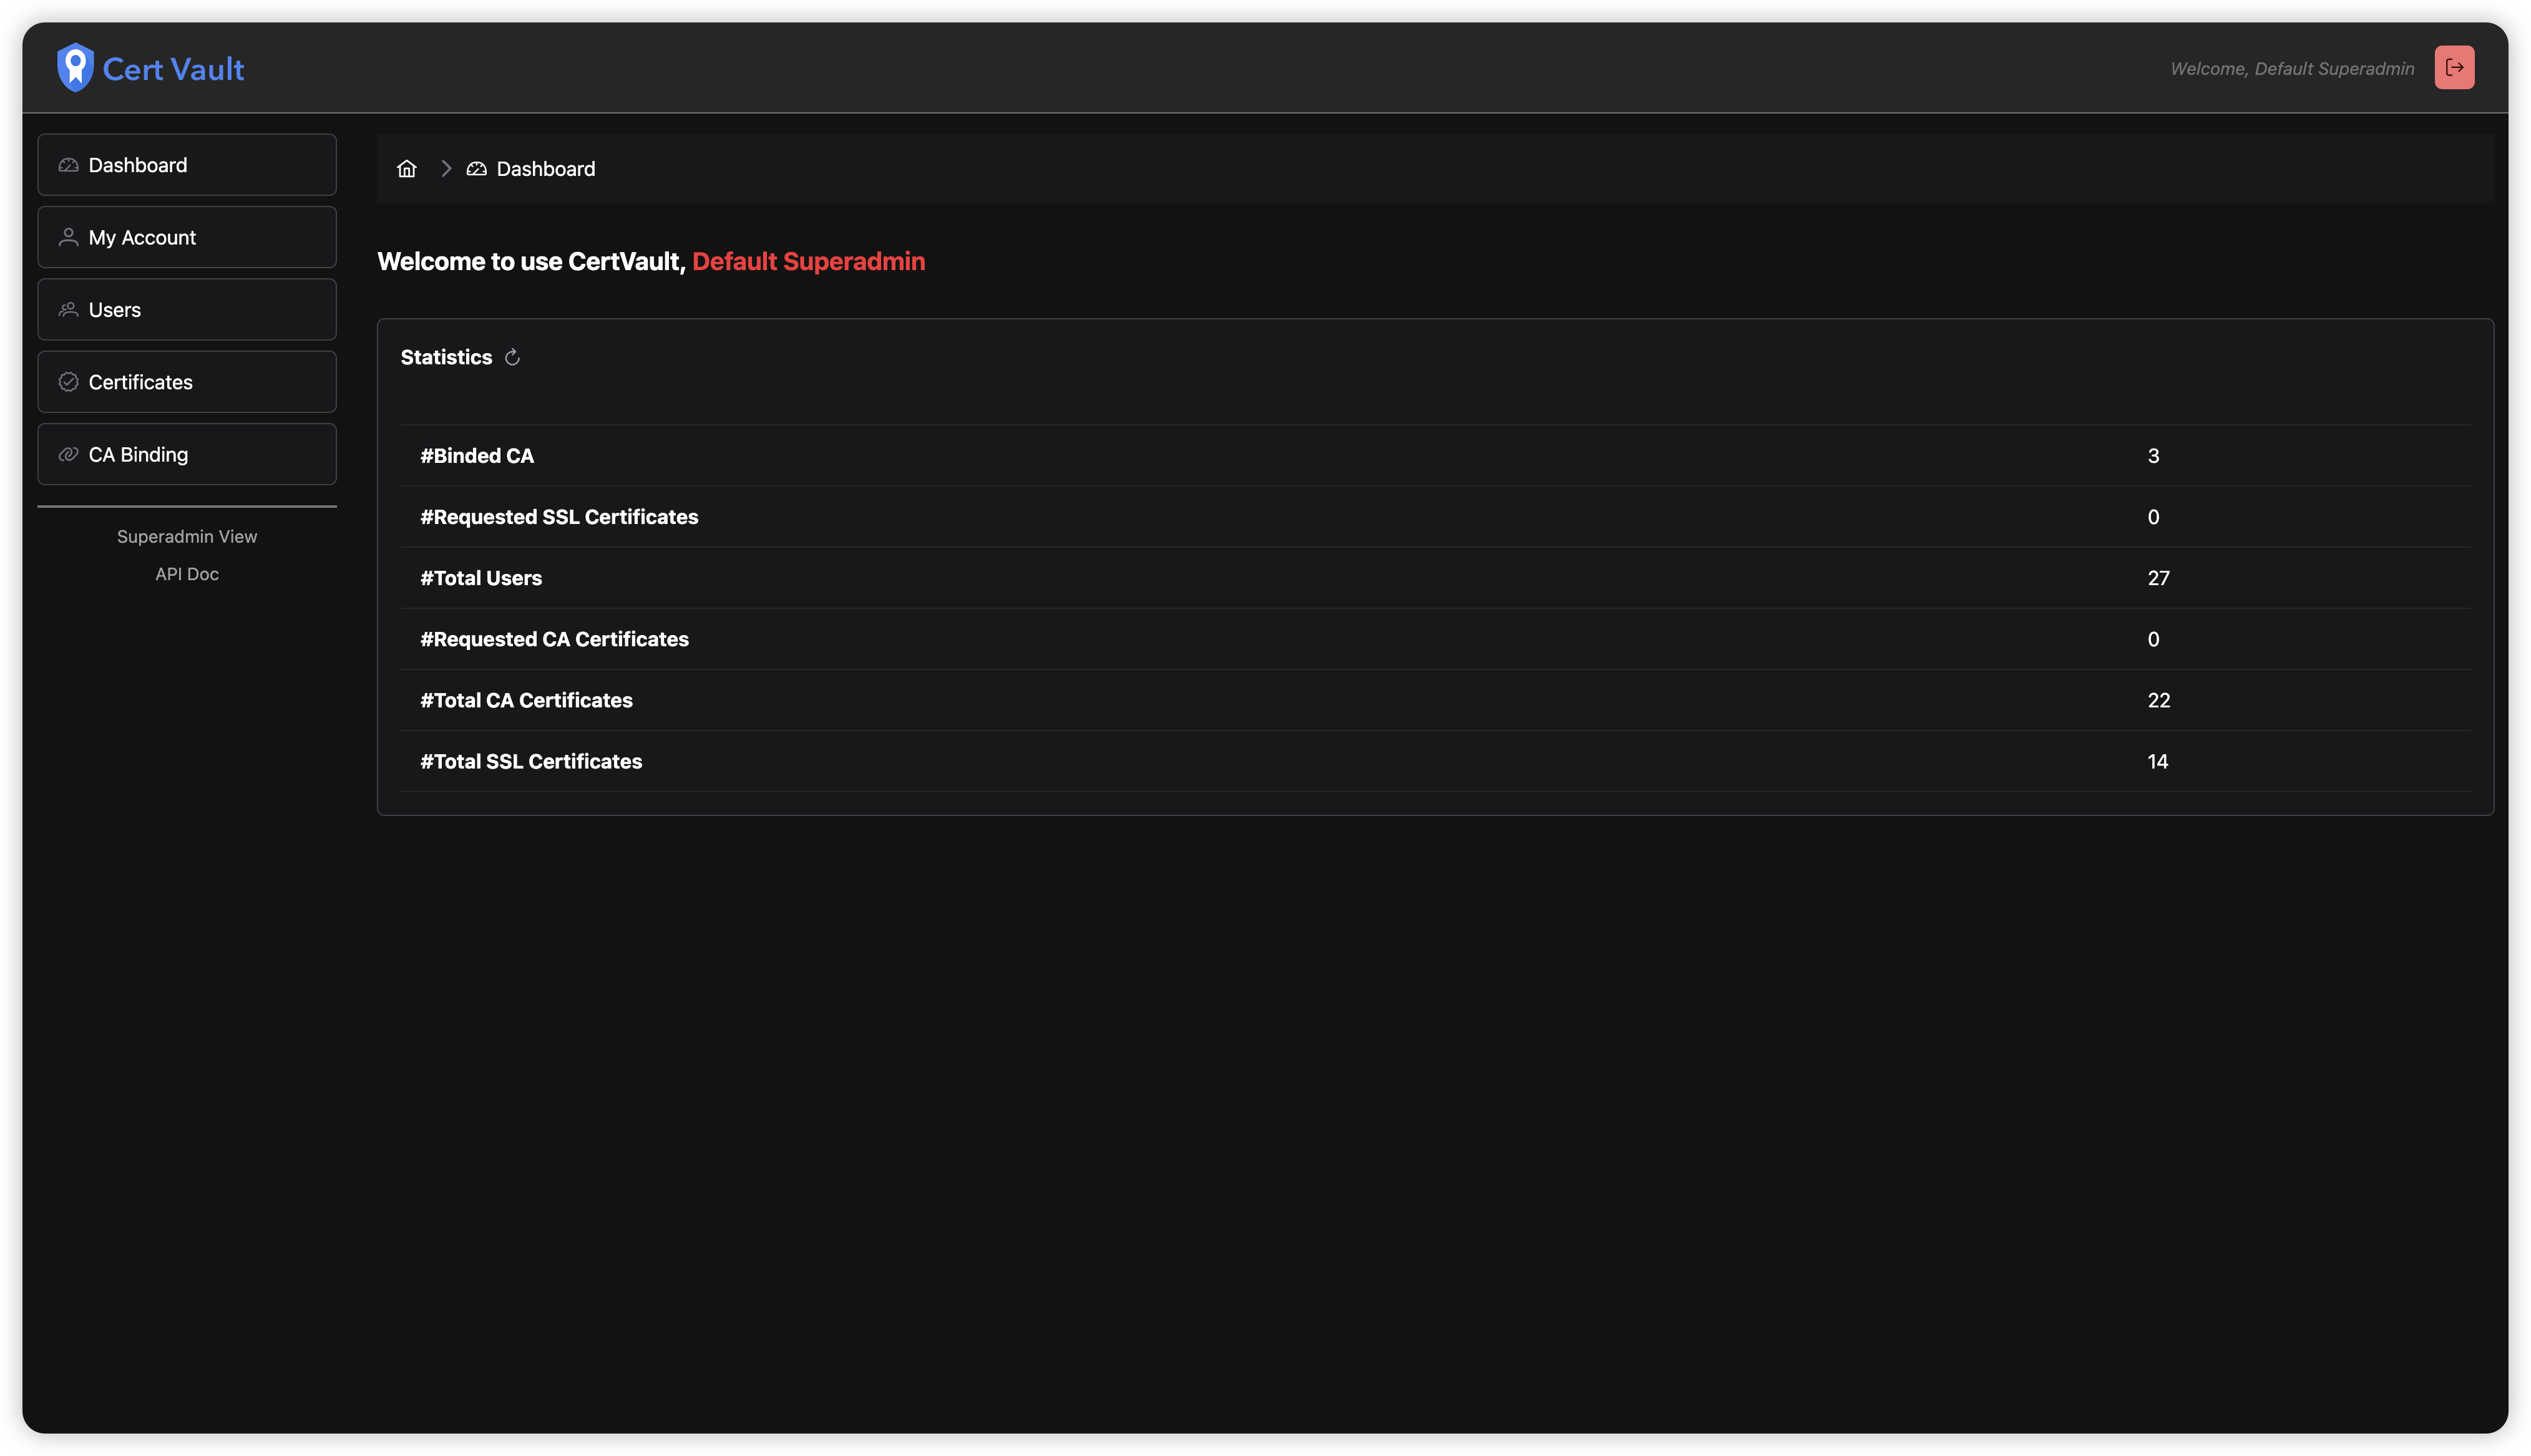 Cert Vault
Welcome, Default Superadmin
Dashboard
My Account
Users
Certificates
CA Binding
Superadmin View
API Doc
Dashboard
Welcome to use CertVault, Default Superadmin
Statistics
#Binded CA 3
#Requested SSL Certificates 0
#Total Users 27
#Requested CA Certificates 0
#Total CA Certificates 22
#Total SSL Certificates 14